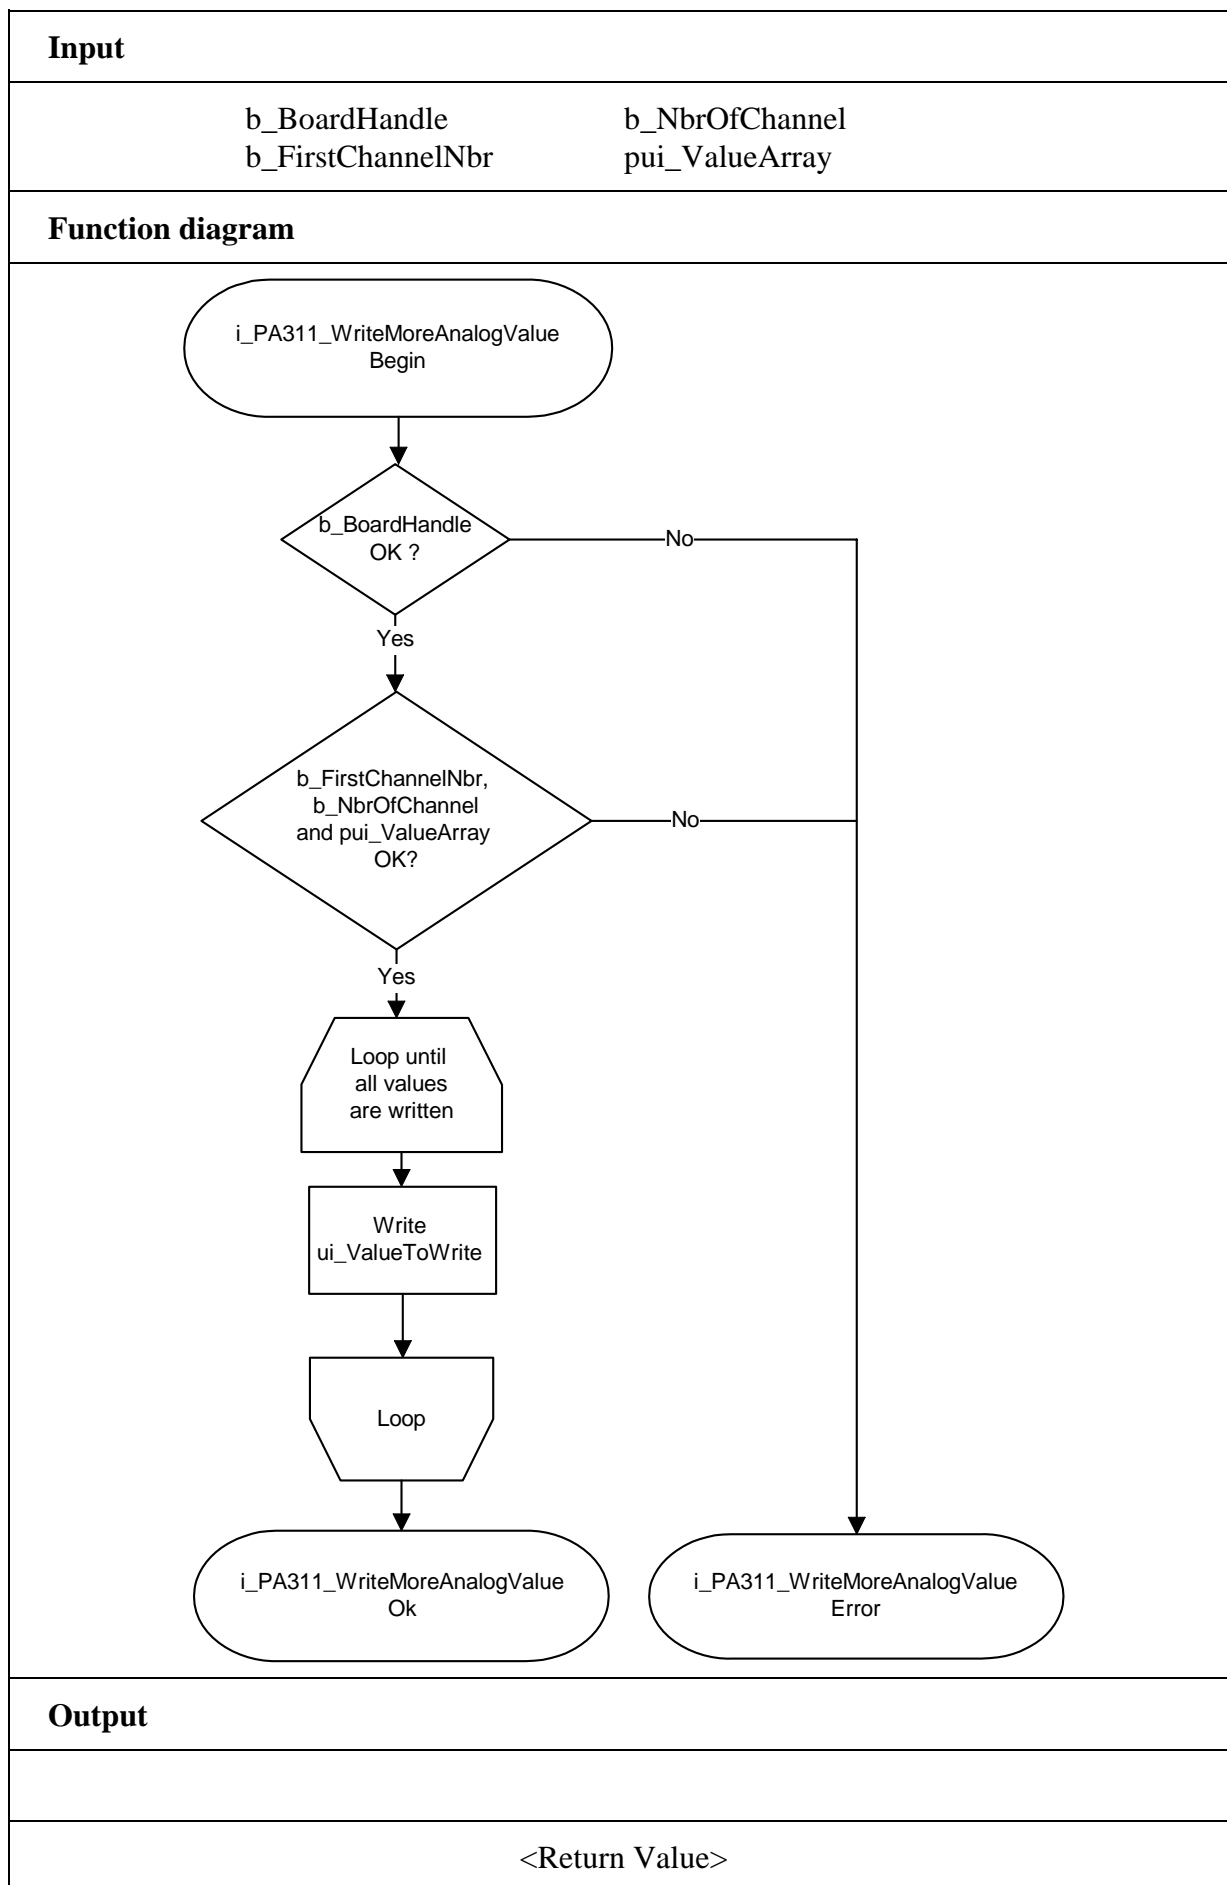 Input
b_BoardHandle b_NbrOfChannel
b_FirstChannelNbr pui_ValueArray
Function diagram
i_PA311_WriteMoreAnalogValue
Begin
b_BoardHandle
OK ?
No
Yes
b_FirstChannelNbr,
b_NbrOfChannel
and pui_ValueArray
OK?
No
Yes
Loop until
all values
are written
Write
ui_ValueToWrite
Loop
i_PA311_WriteMoreAnalogValue
Ok
i_PA311_WriteMoreAnalogValue
Error
Output
<Return Value>